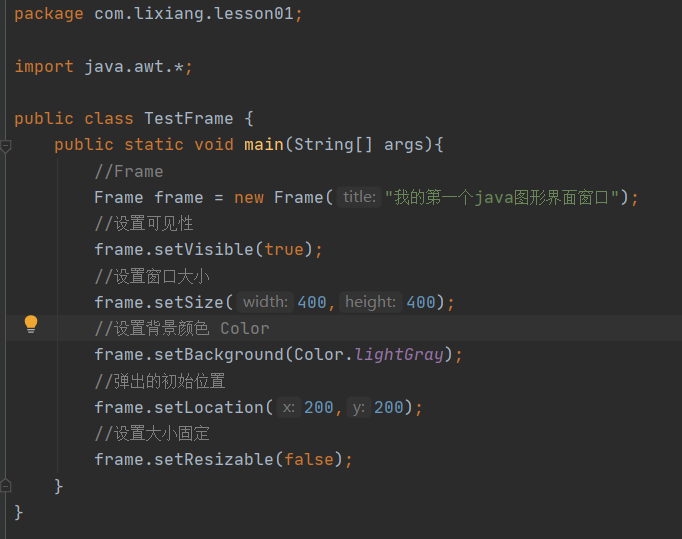 package com.lixiang.lesson01;
import java.awt.*;
public class TestFrame {
public static void main(String[] args){
//Frame
Frame frame = new Frame( title: "我的第一个java图形界面窗口");
//设置可见性
frame.setVisible(true);
//设置窗口大小
frame.setSize( width: 400, height: 400);
//设置背景颜色 Color
frame.setBackground(Color.lightGray);
//弹出的初始位置
frame.setLocation( x: 200, y: 200);
//设置大小固定
frame.setResizable(false);
}
}